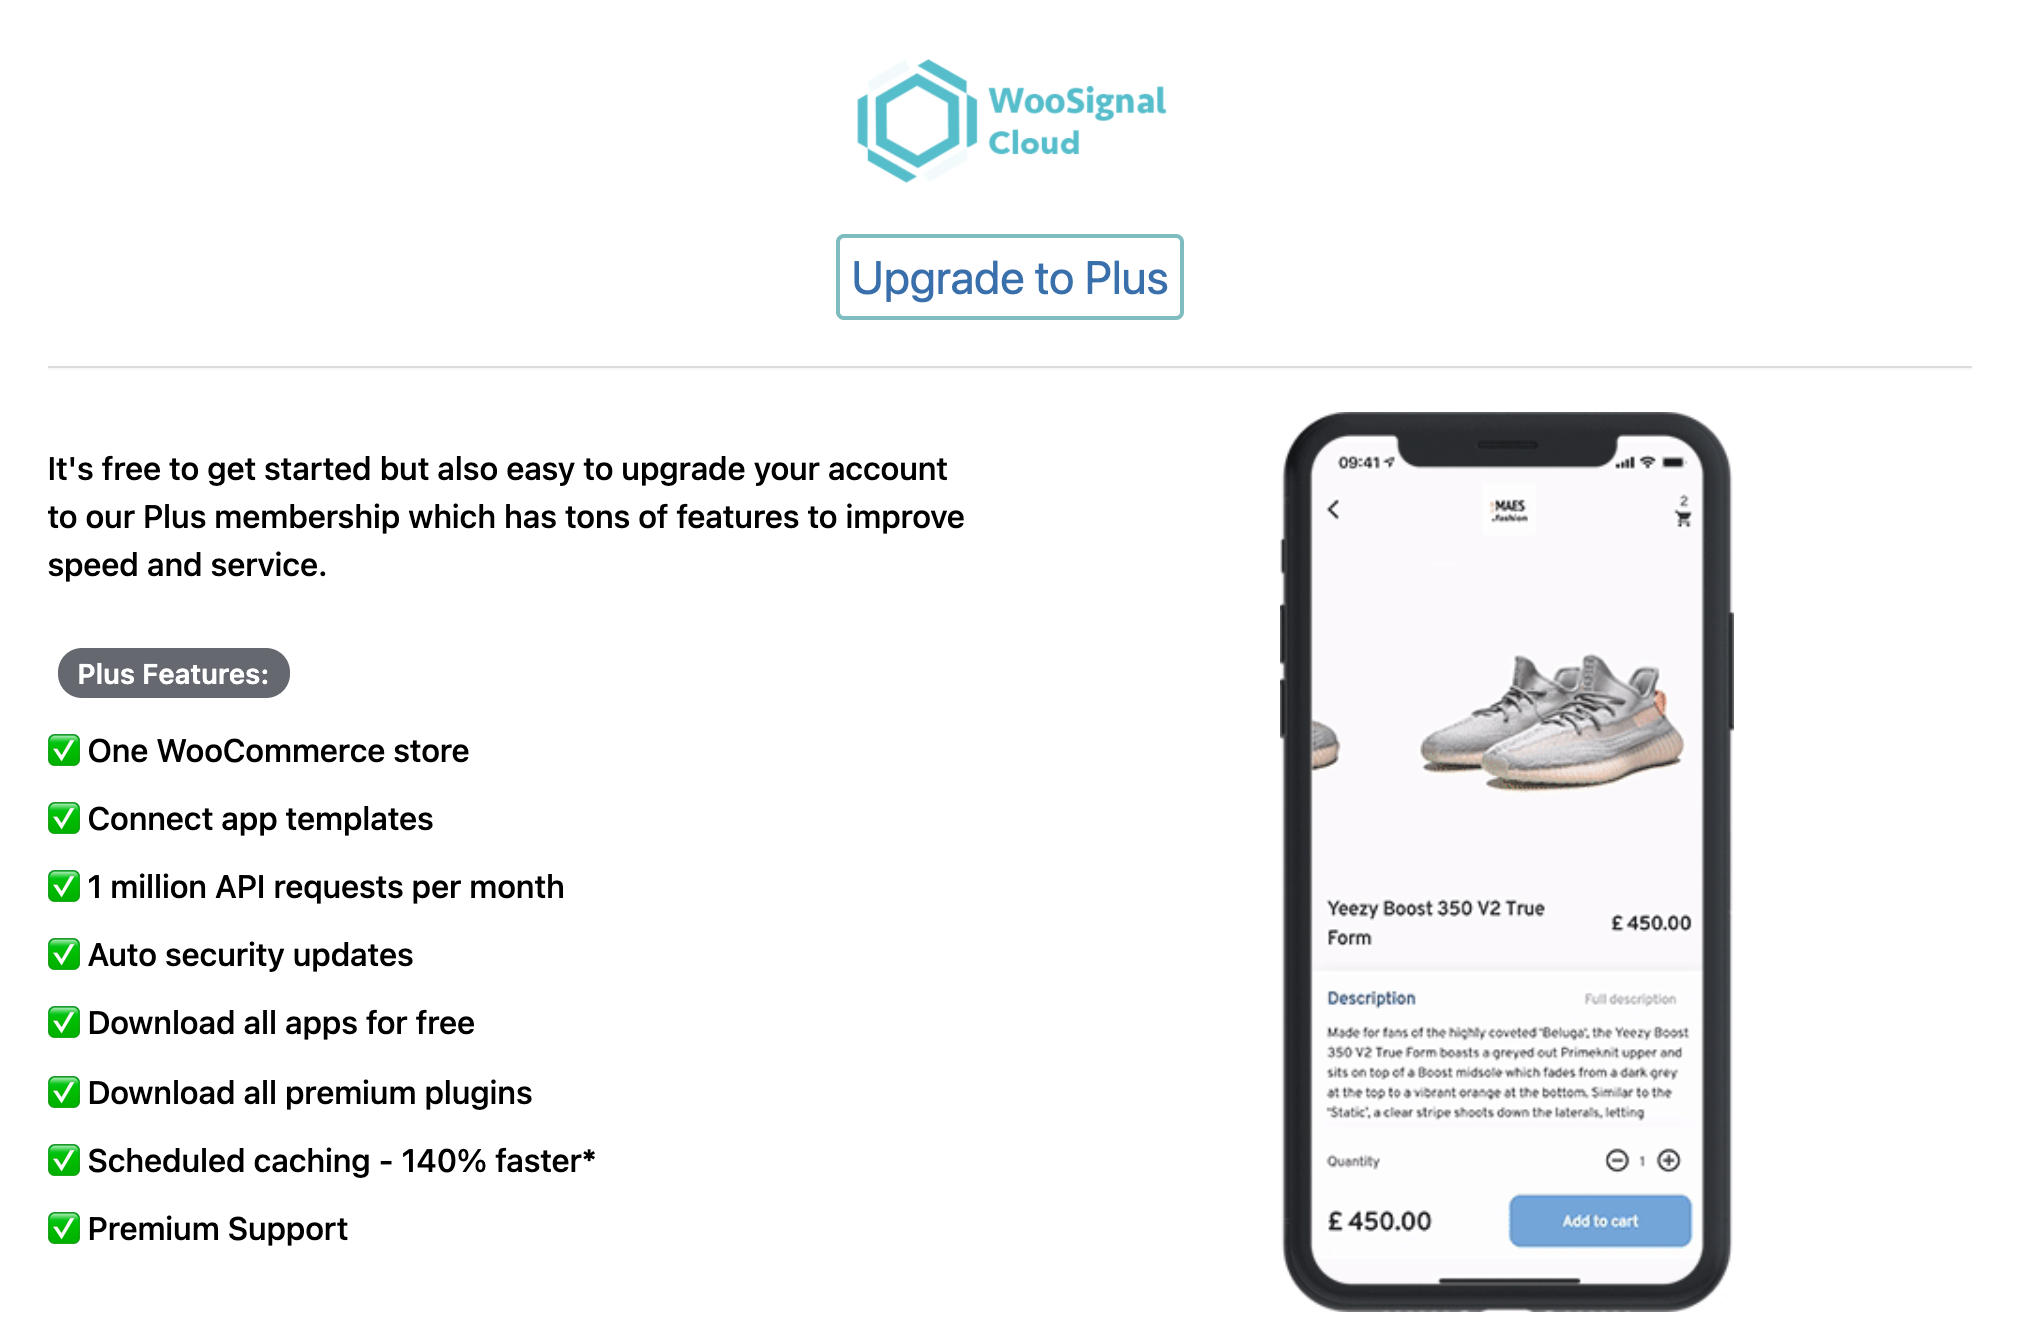 WooSignal
Cloud
Upgrade to Plus
It's free to get started but also easy to upgrade your account
to our Plus membership which has tons of features to improve
speed and service.
Plus Features:
✅ One WooCommerce store
✅ Connect app templates
✅ 1 million API requests per month
✅ Auto security updates
✅ Download all apps for free
✅ Download all premium plugins
✅ Scheduled caching - 140% faster*
✅ Premium Support
09:41
2
MAES
.fashion
Yeezy Boost 350 V2 True
Form
£ 450.00
Description
Full description
Made for fans of the highly coveted "Beluga", the Yeezy Boost
350 V2 True Form boasts a greyed out Primeknit upper and
sits on top of a Boost midsole which fades from a dark grey
at the top to a vibrant orange at the bottom. Similar to the
"Static", a clear stripe shoots down the laterals, letting
Quantity
1
£ 450.00
Add to cart